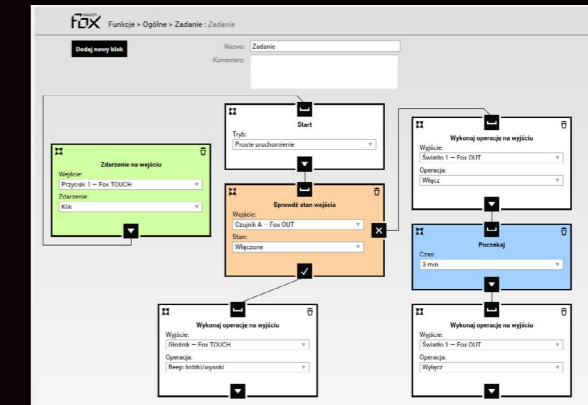 Fox
Funkcje > Ogólne > Zadanie : Zadanie
Dodaj nowy blok
Nazwa: Zadanie
Komentarz:
Start
Tryb:
Proste uruchomienie
Zdarzenie na wejściu
Wejście:
Przycisk 1 — Fox TOUCH
Zdarzenie:
Klik
Sprawdź stan wejścia
Wejście:
Czujnik A — Fox OUT
Stan:
Włączone
Wykonaj operację na wyjściu
Wyjście:
Światło 1 — Fox OUT
Operacja:
Włącz
Poczekaj
Czas:
3 min
Wykonaj operację na wyjściu
Wyjście:
Głośnik — Fox TOUCH
Operacja:
Beep: krótki/wysoki
Wykonaj operację na wyjściu
Wyjście:
Światło 1 — Fox OUT
Operacja:
Wyłącz